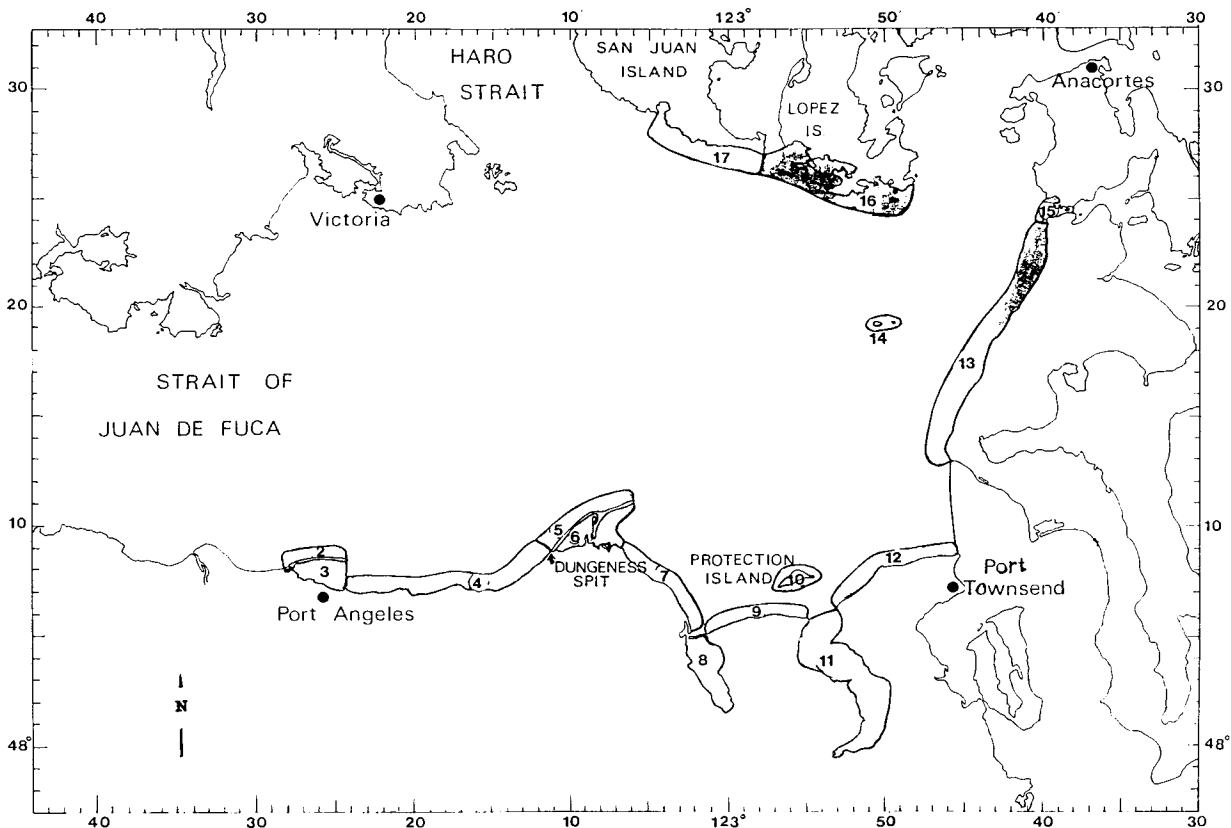 40′ 30 20 10′ 123° 50′ 40′ 30
HARO
STRAIT
SAN JUAN
ISLAND
LOPEZ
IS
Anacortes
30
30
17
16
15
Victoria
20
20
14
13
STRAIT OF
JUAN DE FUCA
10
10
2
3
Port Angeles
4
5
6
4
DUNGENESS
SPIT
7
8
PROTECTION
ISLAND
10
9
11
12
Port
Townsend
N
48°
48°
40 30 20 10′ 123° 50 40′ 30